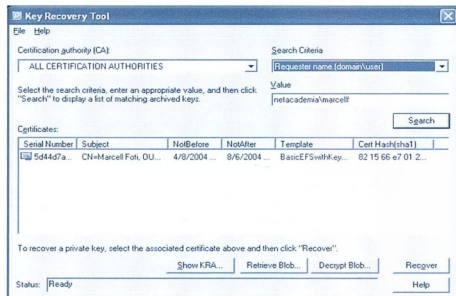 Key Recovery Tool
File Help
Certification authority (CA):
ALL CERTIFICATION AUTHORITIES
Search Criteria
Requester name (domain\user)
Select the search criteria, enter an appropriate value, and then click
"Search" to display a list of matching archived keys.
Value
netacademia\marcellf
Search
Certificates:
Serial Number Subject NotBefore NotAfter Template Cert Hash(sha1)
5d44d7a... CN=Marcell Foti, OU... 4/8/2004 ... 8/6/2004 ... BasicEFSwithKey... 82 15 66 e7 01 2...
To recover a private key, select the associated certificate above and then click "Recover".
Show KRA... Retrieve Blob... Decrypt Blob... Recover
Status: Ready
Help